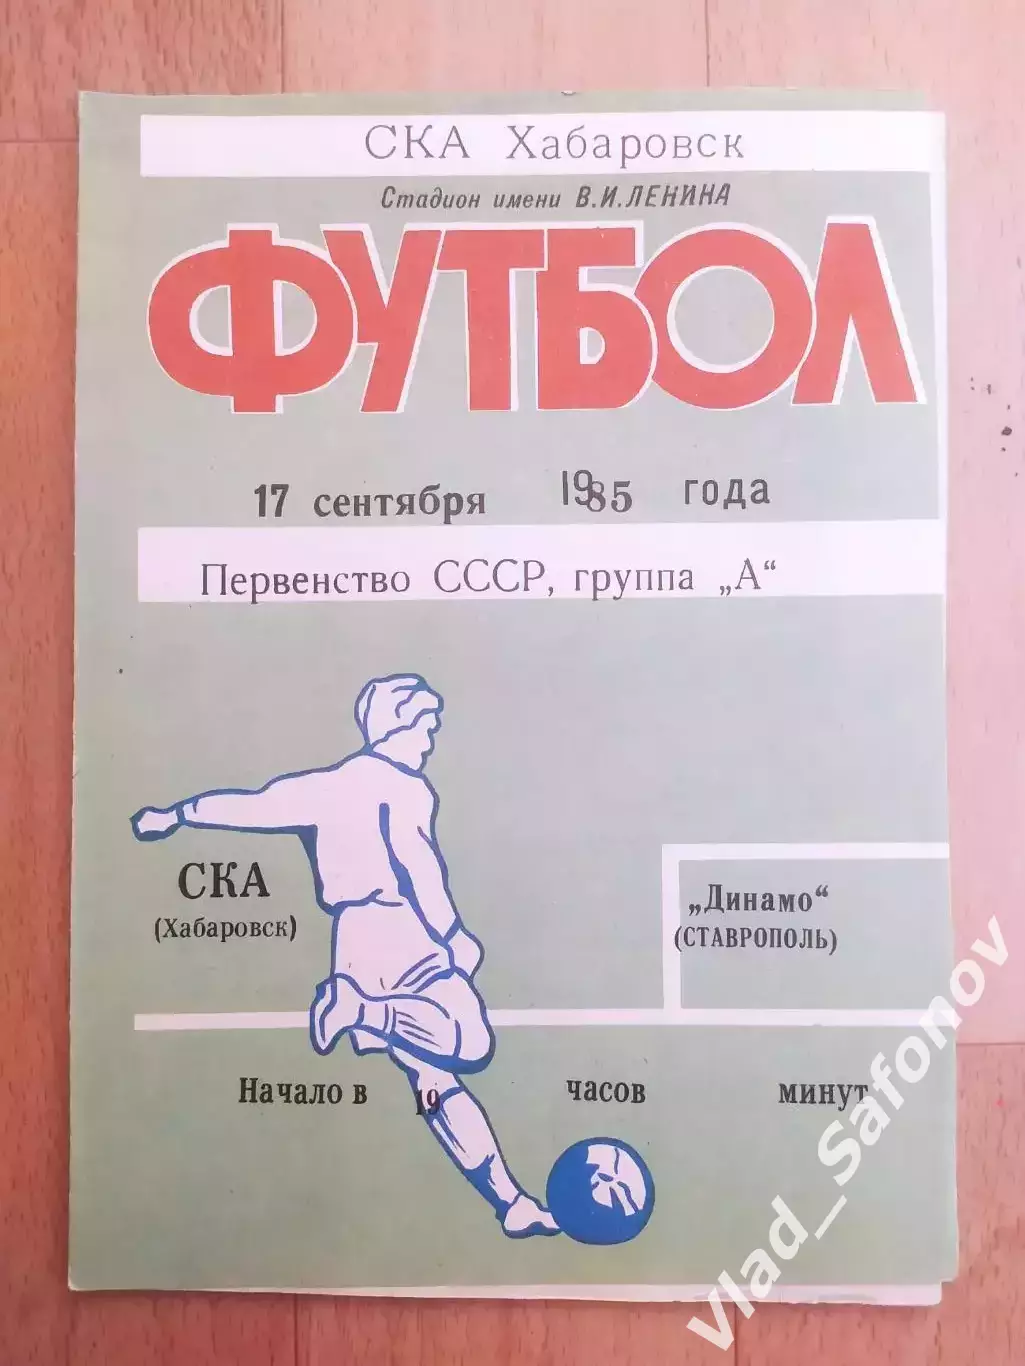 СКА Хабаровск
Стадион имени В.И.ЛЕНИНА
ФУТБОЛ
17 сентября 1985 года
Первенство СССР, группа „А“
СКА
(Хабаровск)
„Динамо“
(СТАВРОПОЛЬ)
Начало в 19 часов минут
Vlad_Safonov